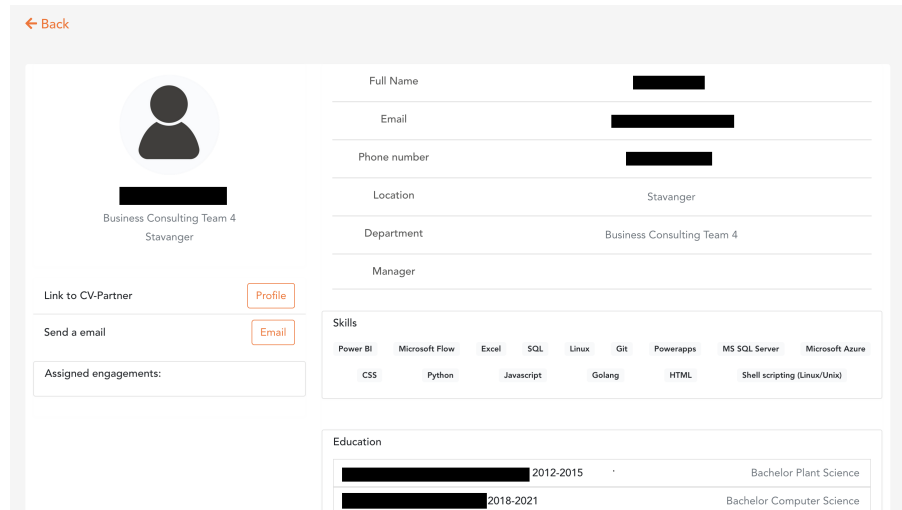 Back
Business Consulting Team 4
Stavanger
Link to CV-Partner Profile
Send a email Email
Assigned engagements:
Full Name
Email
Phone number
Location Stavanger
Department Business Consulting Team 4
Manager
Skills
Power BI Microsoft Flow Excel SQL Linux Git Powerapps MS SQL Server Microsoft Azure
CSS Python Javascript Golang HTML Shell scripting (Linux/Unix)
Education
2012-2015 Bachelor Plant Science
2018-2021 Bachelor Computer Science